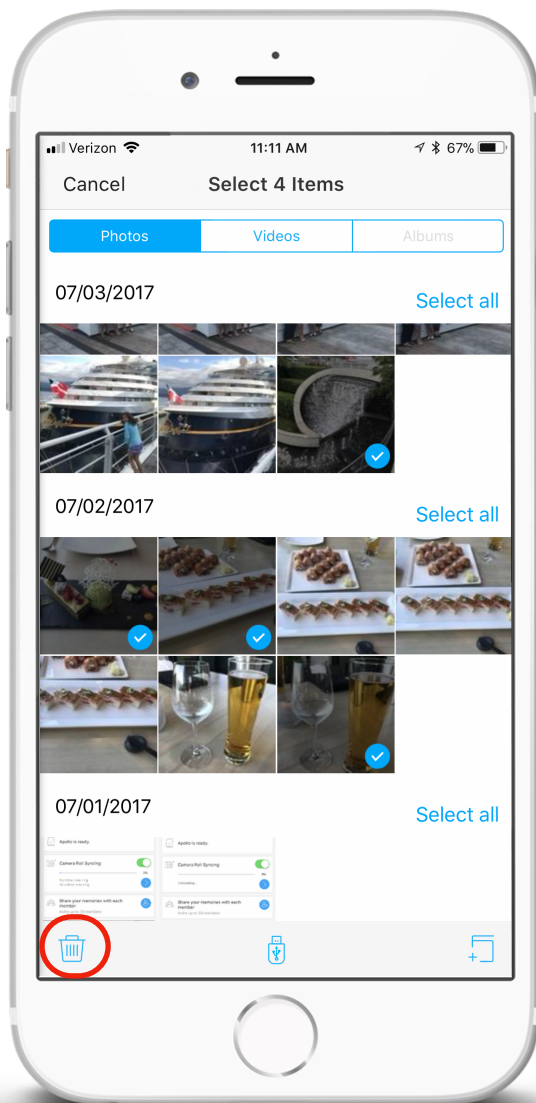 Verizon 11:11 AM 67%
Cancel Select 4 Items
Photos Videos Albums
07/03/2017 Select all
07/02/2017 Select all
07/01/2017 Select all
Apollo is ready. Apollo is ready.
Camera Roll Syncing Camera Roll Syncing
Share your memories with each member Share your memories with each member